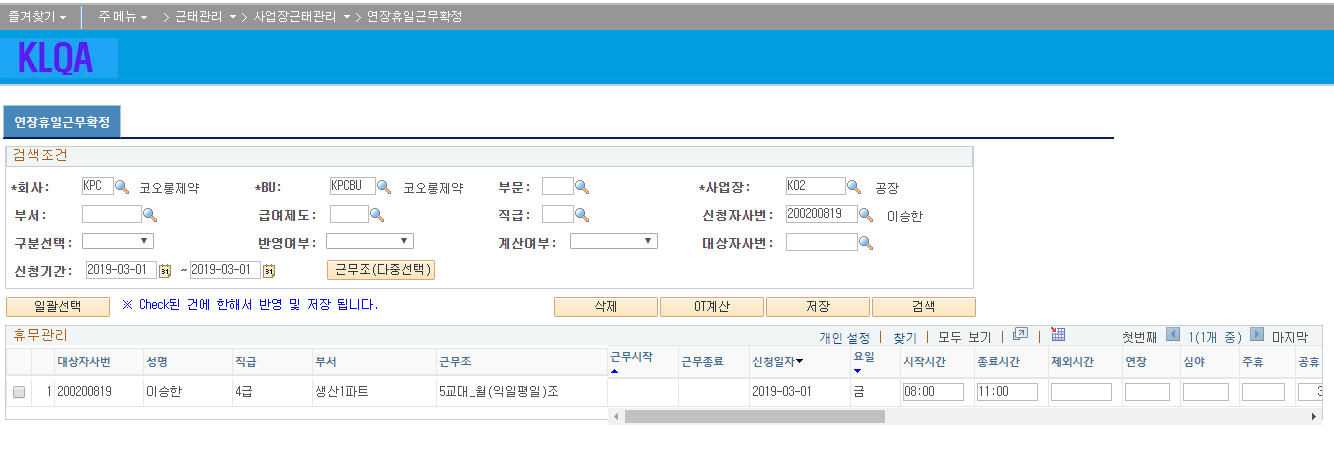 즐겨찾기 주 메뉴 > 근태관리 > 사업장근태관리 > 연장휴일근무확정
KLQA
연장휴일근무확정
검색조건
*회사: KPC 코오롱제약 *BU: KPCBU 코오롱제약 부문: *사업장: K02 공장
부서: 급여제도: 직급: 신청자사번: 200200819 이승한
구분선택: 반영여부: 계산여부: 대상자사번:
신청기간: 2019-03-01 31 ~ 2019-03-01 31 근무조(다중선택)
일괄선택 ※ Check된 건에 한해서 반영 및 저장 됩니다. 삭제 OT계산 저장 검색
휴무관리 개인 설정 | 찾기 | 모두 보기 | | 첫번째 1(1개 중) 마지막
대상자사번 성명 직급 부서 근무조 근무시작 근무종료 신청일자 요일 시작시간 종료시간 제외시간 연장 심야 주휴 공휴
1 200200819 이승한 4급 생산1파트 5교대_월(익일평일)조 2019-03-01 금 08:00 11:00 3